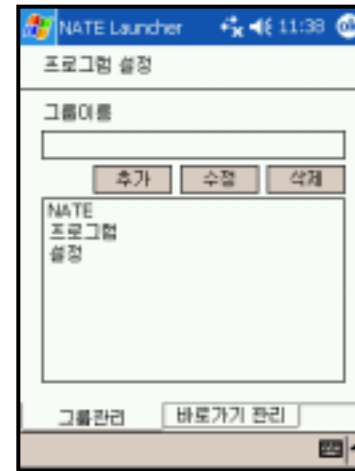 NATE Launcher 11:38 ok
프로그램 설정
그룹이름
추가 수정 삭제
NATE
프로그램
설정
그룹관리 바로가기 관리